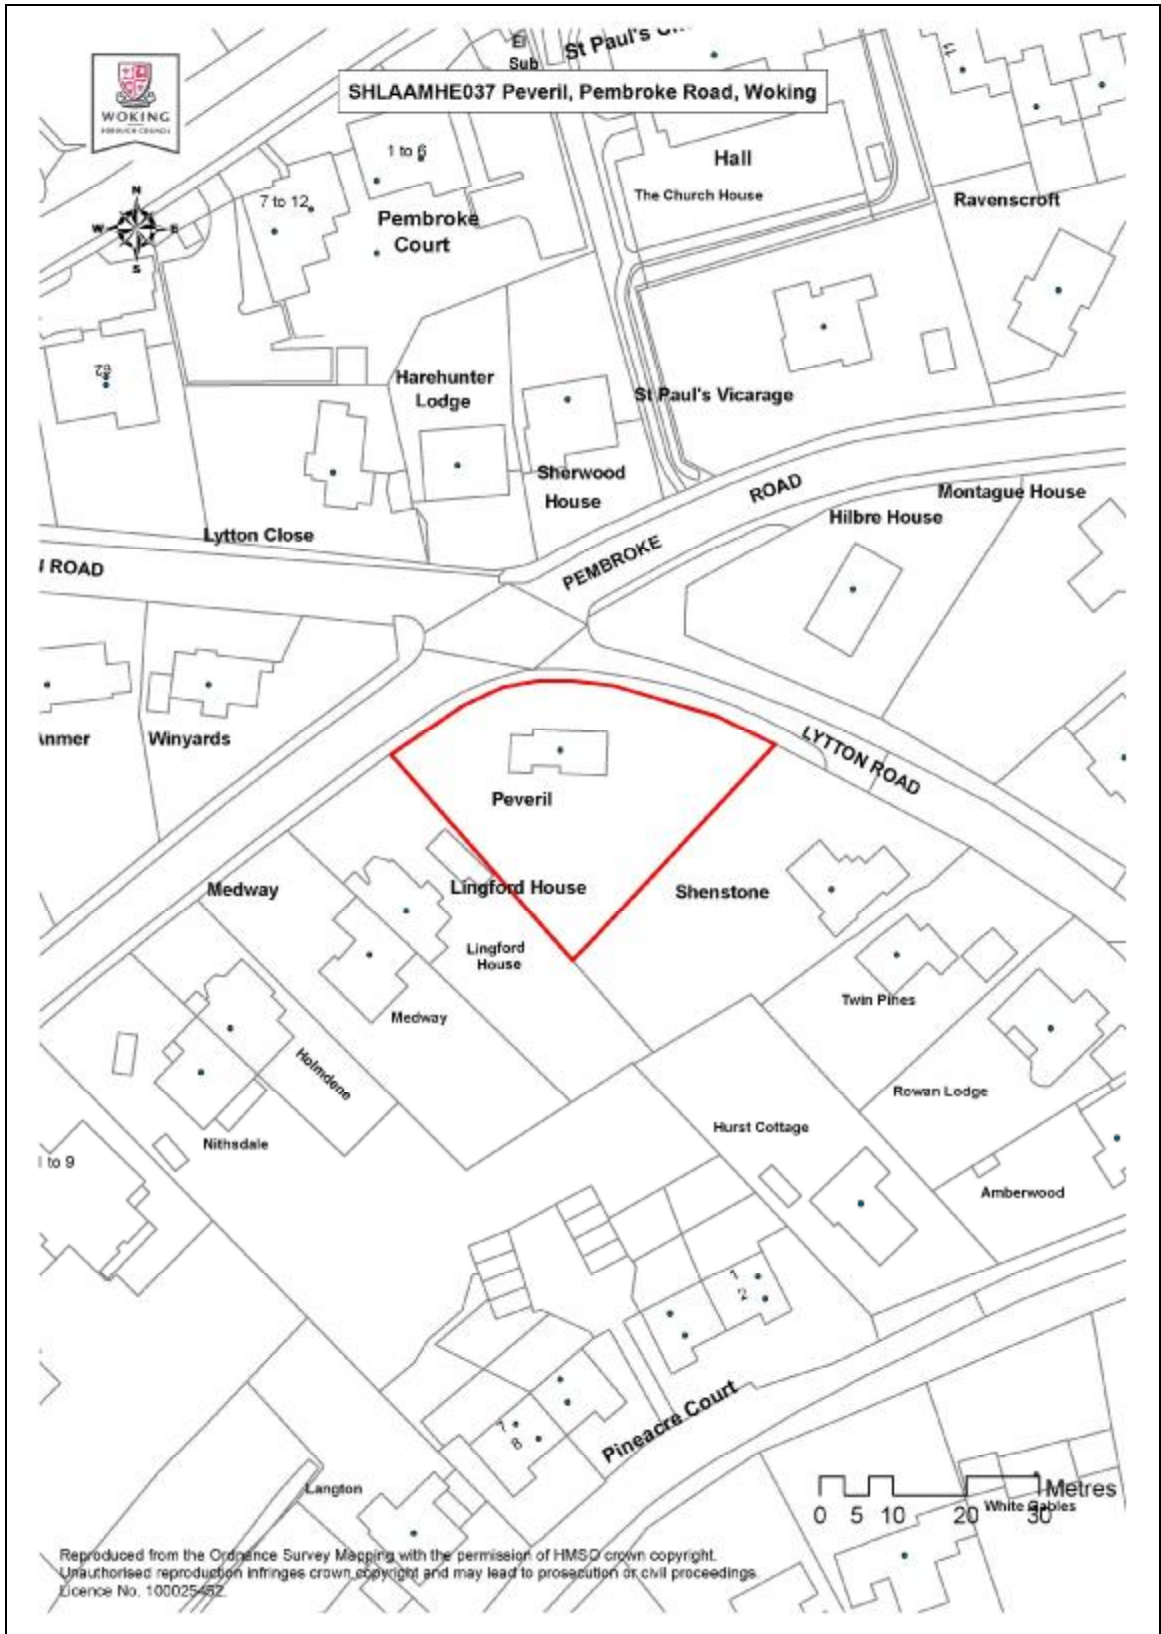 El
Sub
St Paul's
11
WOKING
BOROUGH COUNCIL
SHLAAMHE037 Peveril, Pembroke Road, Woking
1 to 6
Hall
The Church House
7 to 12
Pembroke
Court
Ravenscroft
N
W E
S
62
Harehunter
Lodge
St Paul's Vicarage
Sherwood
House
ROAD
Montague House
Hilbre House
Lytton Close
PEMBROKE
ROAD
Winyards
LYTTON ROAD
Peveril
Medway
Lingford House
Shenstone
Lingford
House
Twin Pines
Medway
Holmdene
Rowan Lodge
Nithsdale
Hurst Cottage
to 9
Amberwood
1
2
Pineacre Court
7
8
Langton
Metres
0 5 10 20 30
White Gables
Reproduced from the Ordnance Survey Mapping with the permission of HMSO crown copyright.
Unauthorised reproduction infringes crown copyright and may lead to prosecution or civil proceedings.
Licence No. 100025452.